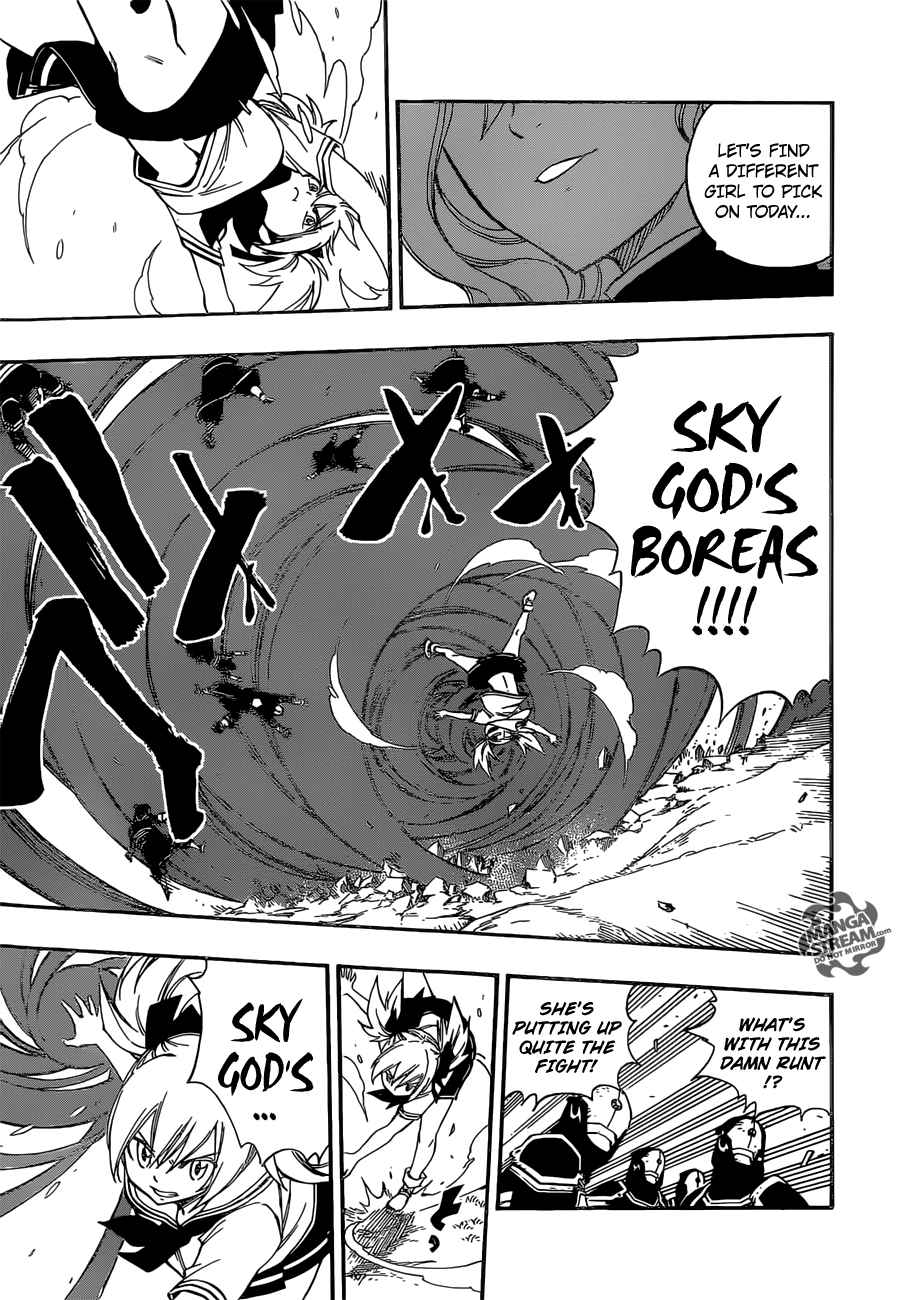 LET'S FIND
A DIFFERENT
GIRL TO PICK
ON TODAY...
SKY
GOD'S
BOREAS
!!!!
WHAT'S
WITH THIS
DAMN RUNT
!?
SHE'S
PUTTING UP
QUITE THE
FIGHT!
SKY
GOD'S
...
MANGA
STREAM.com
DO NOT MIRROR